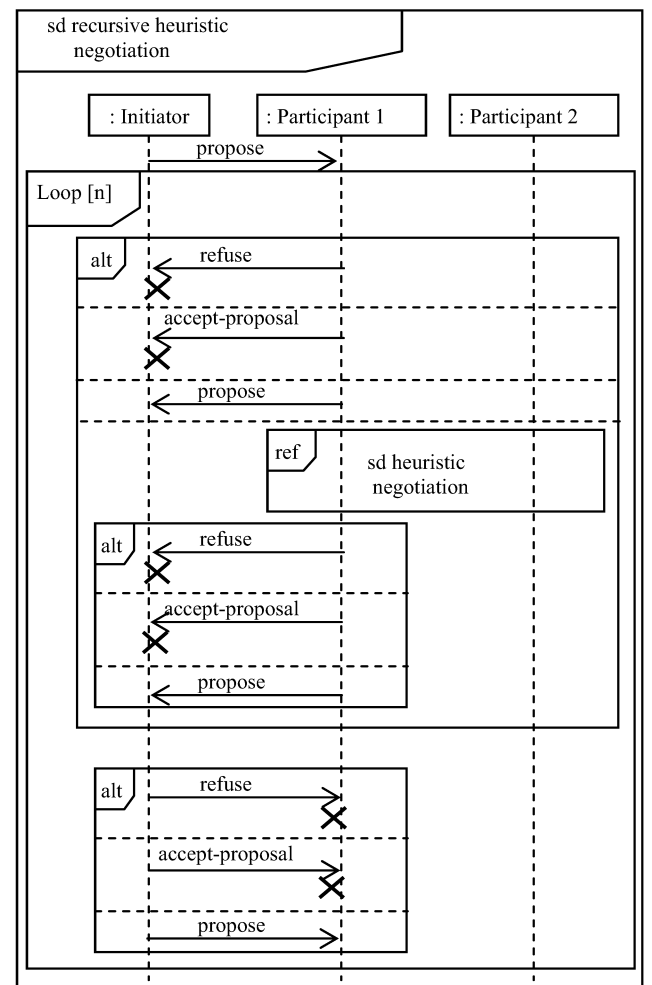 sd recursive heuristic
negotiation
: Initiator
: Participant 1
: Participant 2
propose
Loop [n]
alt
refuse
accept-proposal
propose
ref
sd heuristic
negotiation
alt
refuse
accept-proposal
propose
alt
refuse
accept-proposal
propose